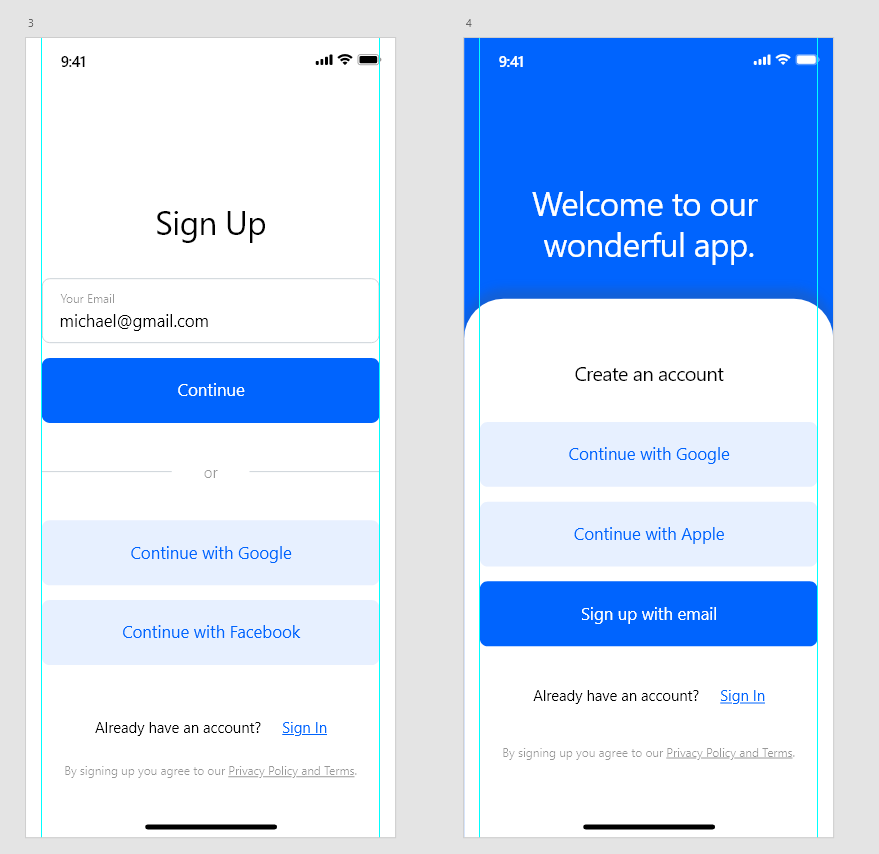 3
9:41
Sign Up
Your Email
michael@gmail.com
Continue
or
Continue with Google
Continue with Facebook
Already have an account? Sign In
By signing up you agree to our Privacy Policy and Terms.
4
9:41
Welcome to our
wonderful app.
Create an account
Continue with Google
Continue with Apple
Sign up with email
Already have an account? Sign In
By signing up you agree to our Privacy Policy and Terms.